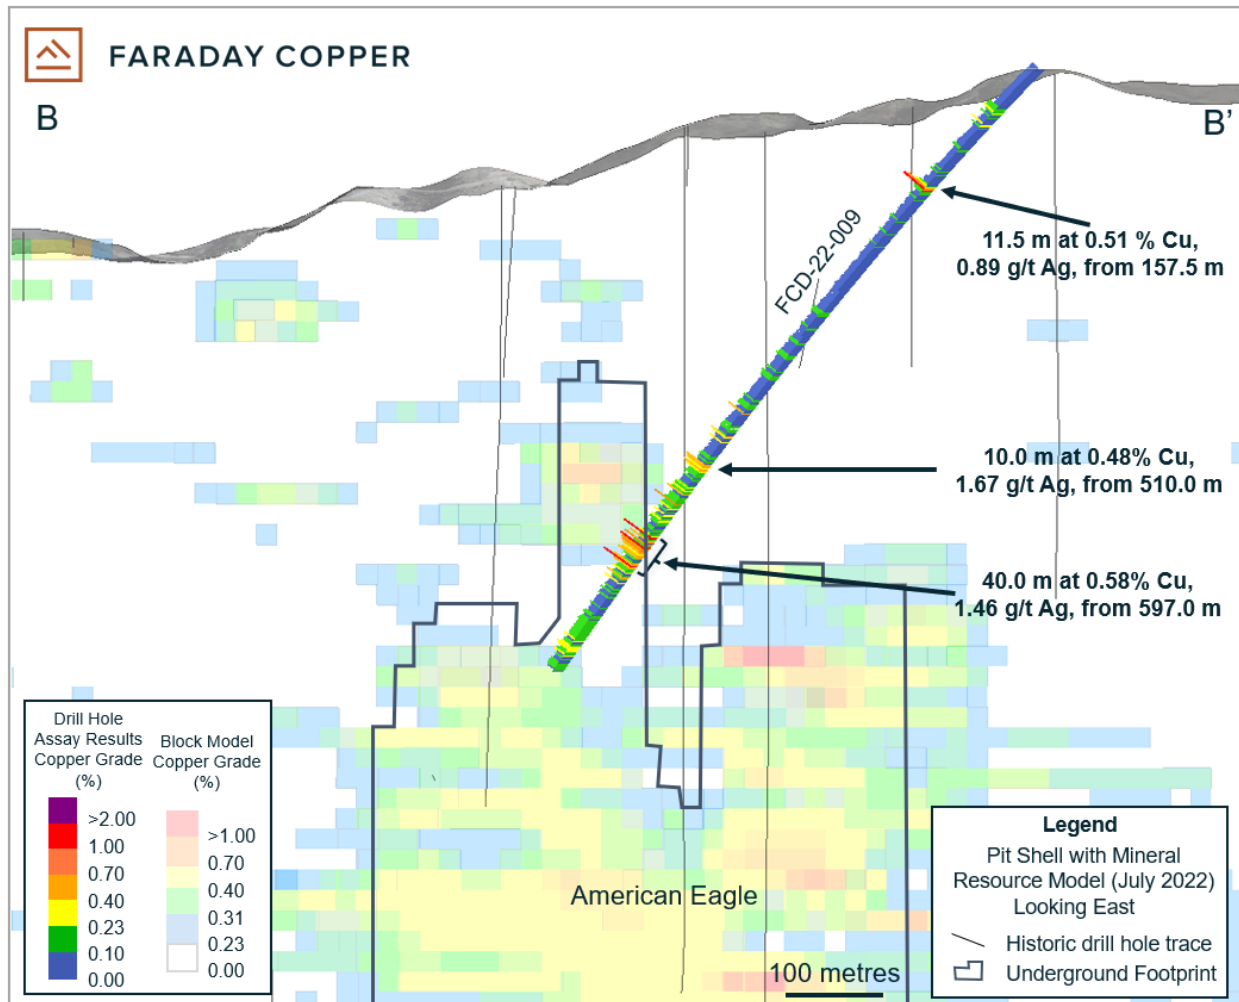 FARADAY COPPER
B
B'
11.5 m at 0.51 % Cu,
0.89 g/t Ag, from 157.5 m
FCD-22-009
10.0 m at 0.48% Cu,
1.67 g/t Ag, from 510.0 m
40.0 m at 0.58% Cu,
1.46 g/t Ag, from 597.0 m
Drill Hole
Assay Results
Copper Grade
(%)
>2.00
1.00
0.70
0.40
0.23
0.10
0.00
Block Model
Copper Grade
(%)
>1.00
0.70
0.40
0.31
0.23
0.00
American Eagle
100 metres
Legend
Pit Shell with Mineral
Resource Model (July 2022)
Looking East
Historic drill hole trace
Underground Footprint